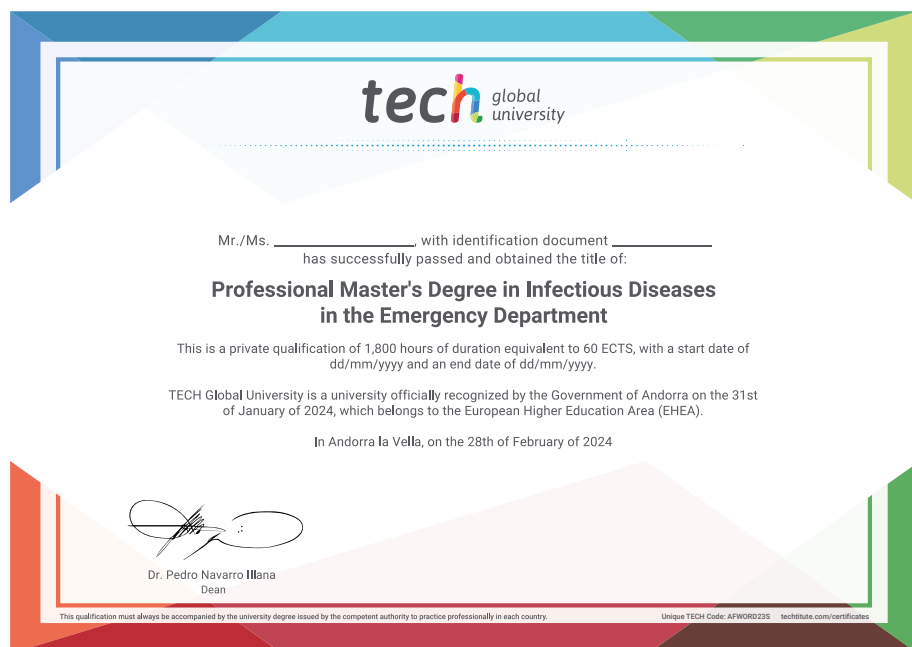 tech global
university
Mr./Ms. ____________________, with identification document ______________
has successfully passed and obtained the title of:
Professional Master's Degree in Infectious Diseases
in the Emergency Department
This is a private qualification of 1,800 hours of duration equivalent to 60 ECTS, with a start date of
dd/mm/yyyy and an end date of dd/mm/yyyy.
TECH Global University is a university officially recognized by the Government of Andorra on the 31st
of January of 2024, which belongs to the European Higher Education Area (EHEA).
In Andorra la Vella, on the 28th of February of 2024
Dr. Pedro Navarro Illana
Dean
This qualification must always be accompanied by the university degree issued by the competent authority to practice professionally in each country.
Unique TECH Code: AFWORD23S techtitute.com/certificates